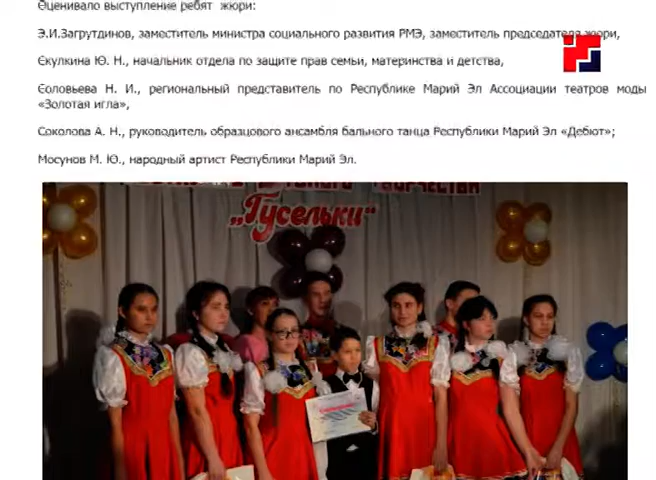 Оценивало выступление ребят жюри:
Э.И.Загрутдинов, заместитель министра социального развития РМЭ, заместитель председателя жюри,
Скулкина Ю. Н., начальник отдела по защите прав семьи, материнства и детства,
Соловьева Н. И., региональный представитель по Республике Марий Эл Ассоциации театров моды
«Золотая игла»,
Соколова А. Н., руководитель образцового ансамбля бального танца Республики Марий Эл «Дебют»;
Мосунов М. Ю., народный артист Республики Марий Эл.
творчества
„Гусельки“